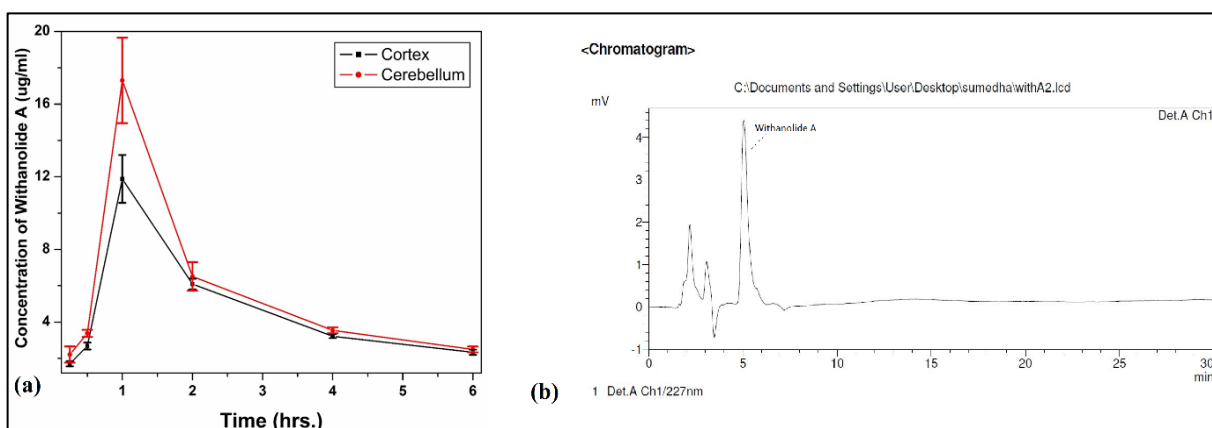 20
16
12
8
4
Concentration of Withanolide A (ug/ml)
Cortex
Cerebellum
1 2 3 4 5 6
Time (hrs.)
(a)
<Chromatogram>
C:\Documents and Settings\User\Desktop\sumedha\withA2.lcd
mV
Det.A Ch1
Withanolide A
4
3
2
1
0
-1
0 5 10 15 20 25 30
min
(b)
1 Det.A Ch1/227nm